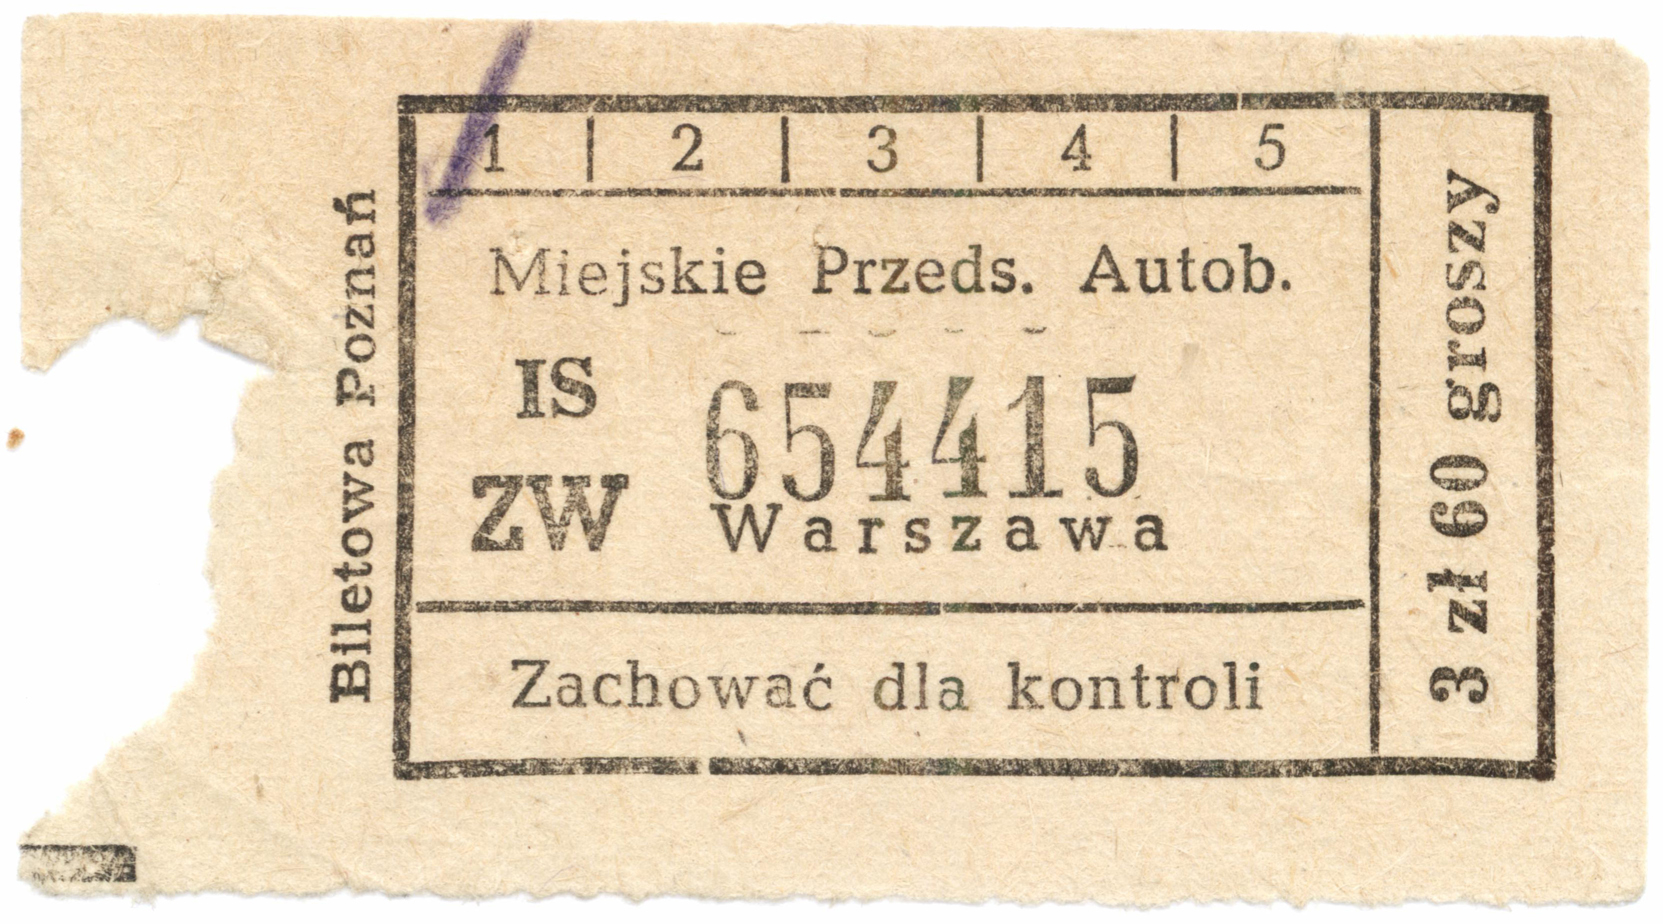 Biletowa Poznań
1 | 2 | 3 | 4 | 5
Miejskie Przeds. Autob.
IS
654415
ZW
Warszawa
Zachować dla kontroli
3 zł 60 groszy